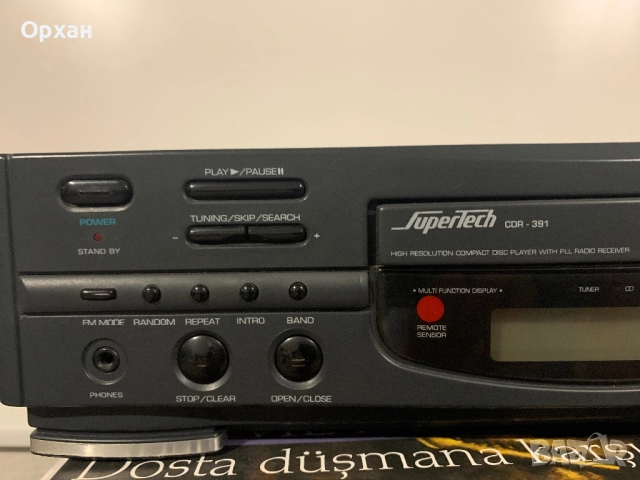 Орхан
PLAY ▶/PAUSE II
POWER
TUNING/SKIP/SEARCH
- +
STAND BY
SuperTech CDR - 391
HIGH RESOLUTION COMPACT DISC PLAYER WITH PLL RADIO RECEIVER
• MULTI FUNCTION DISPLAY •
TUNER CD
REMOTE SENSOR
FM MODE RANDOM REPEAT INTRO BAND
PHONES
STOP/CLEAR
OPEN/CLOSE
Dosta düşmana karş